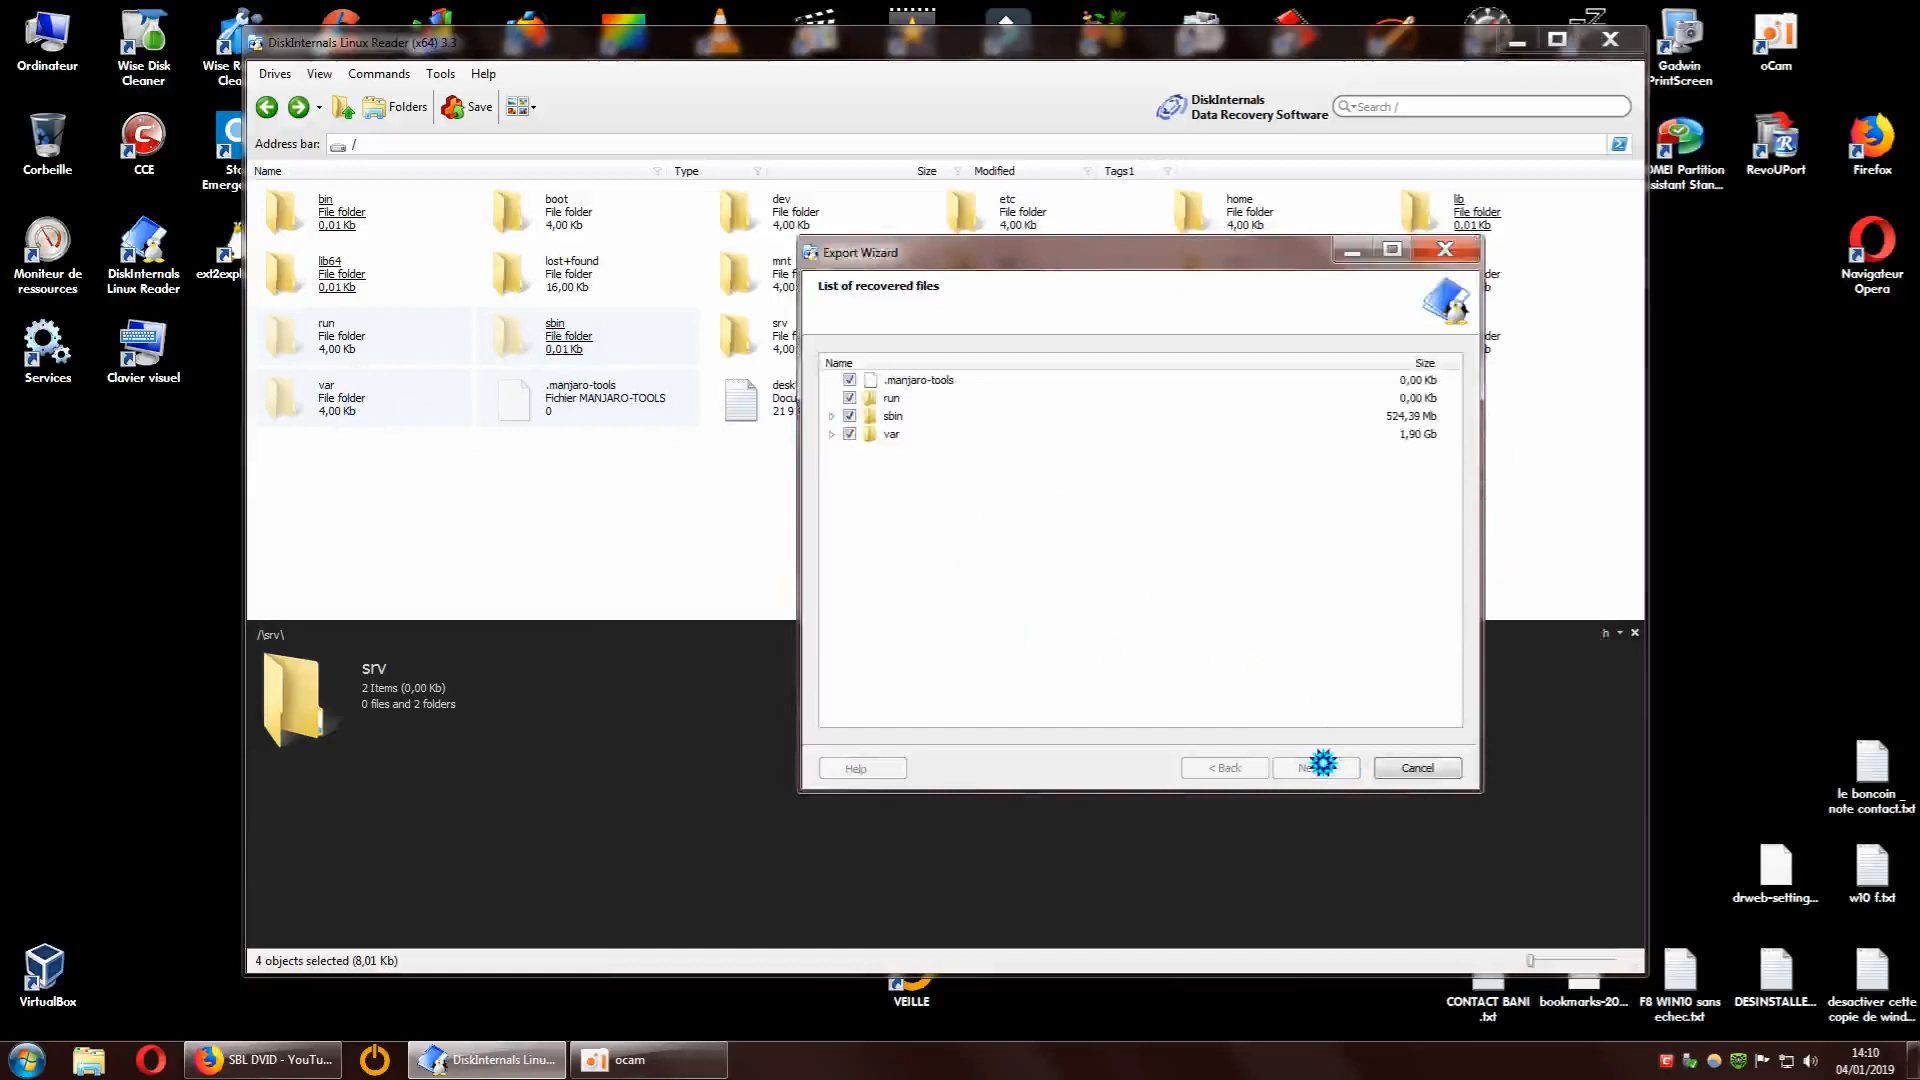 DiskInternals Linux Reader (x64) 3.3
Drives View Commands Tools Help
Folders Save
DiskInternals
Data Recovery Software
Search /
Address bar: /
Name Type Size Modified Tags1
bin
File folder
0,01 Kb
boot
File folder
4,00 Kb
dev
File folder
4,00 Kb
etc
File folder
4,00 Kb
home
File folder
4,00 Kb
lib
File folder
0,01 Kb
lib64
File folder
0,01 Kb
lost+found
File folder
16,00 Kb
mnt
run
File folder
4,00 Kb
sbin
File folder
0,01 Kb
srv
var
File folder
4,00 Kb
.manjaro-tools
Fichier MANJARO-TOOLS
0
Export Wizard
List of recovered files
Name Size
.manjaro-tools 0,00 Kb
run 0,00 Kb
sbin 524,39 Mb
var 1,90 Gb
Help < Back Cancel
/\srv\
srv
2 Items (0,00 Kb)
0 files and 2 folders
h
4 objects selected (8,01 Kb)
Ordinateur
Wise Disk
Cleaner
Corbeille
CCE
Moniteur de
ressources
DiskInternals
Linux Reader
Services
Clavier visuel
VirtualBox
VEILLE
Gadwin
PrintScreen
oCam
RevoUPort
Firefox
Navigateur
Opera
le boncoin _
note contact.txt
drweb-setting...
w10 f.txt
CONTACT BANI
.txt
bookmarks-20...
F8 WIN10 sans
echec.txt
DESINSTALLE...
desactiver cette
copie de wind...
SBL DVID - YouTu...
DiskInternals Linu...
ocam
14:10
04/01/2019